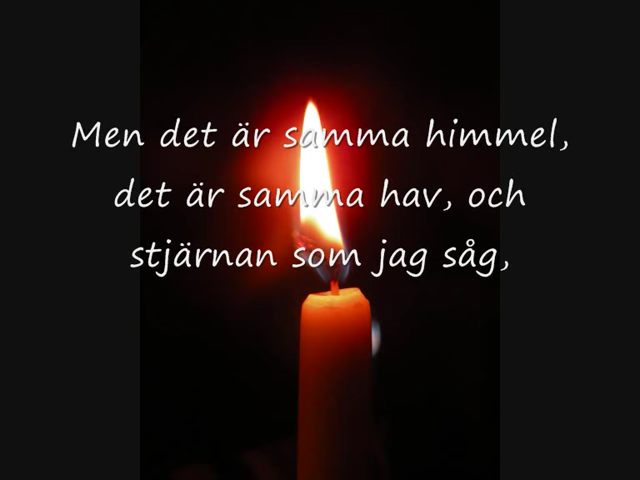 Men det är samma himmel,
det är samma hav, och
stjärnan som jag såg,